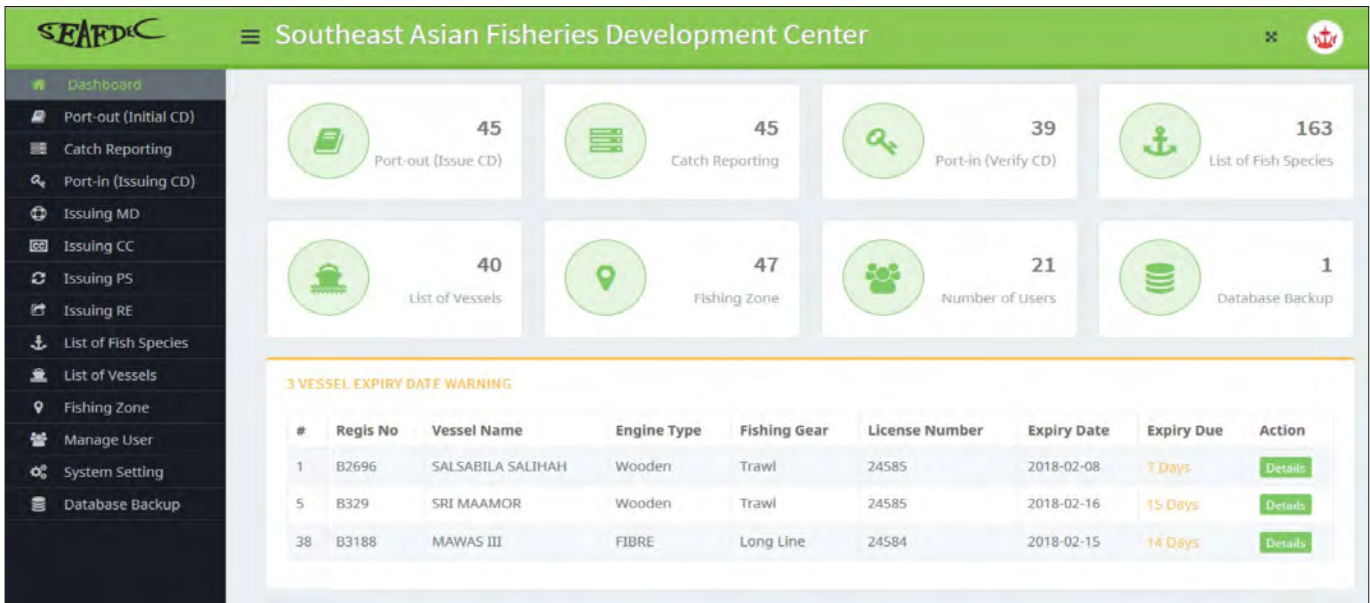 SEAFDEC
Southeast Asian Fisheries Development Center
Dashboard
Port-out (Initial CD)
Catch Reporting
Port-in (Issuing CD)
Issuing MD
CC Issuing CC
Issuing PS
Issuing RE
List of Fish Species
List of Vessels
Fishing Zone
Manage User
System Setting
Database Backup
45
Port-out (Issue CD)
45
Catch Reporting
39
Port-in (Verify CD)
163
List of Fish Species
40
List of Vessels
47
Fishing Zone
21
Number of Users
1
Database Backup
3 VESSEL EXPIRY DATE WARNING
# Regis No Vessel Name Engine Type Fishing Gear License Number Expiry Date Expiry Due Action
1 B2696 SALSABILA SALIHAH Wooden Trawl 24585 2018-02-08 7 Days Details
5 B329 SRI MAAMOR Wooden Trawl 24585 2018-02-16 15 Days Details
38 B3188 MAWAS III FIBRE Long Line 24584 2018-02-15 14 Days Details